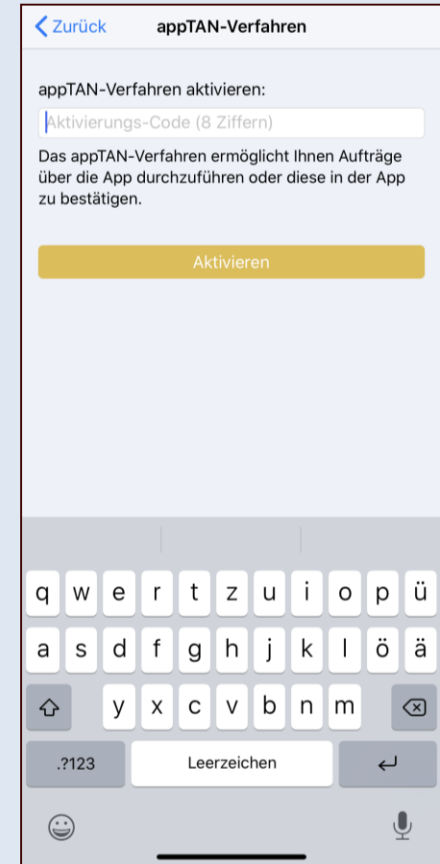 Zurück appTAN-Verfahren
appTAN-Verfahren aktivieren:
Aktivierungs-Code (8 Ziffern)
Das appTAN-Verfahren ermöglicht Ihnen Aufträge
über die App durchzuführen oder diese in der App
zu bestätigen.
Aktivieren
q w e r t z u i o p ü
a s d f g h j k l ö ä
y x c v b n m
.?123 Leerzeichen